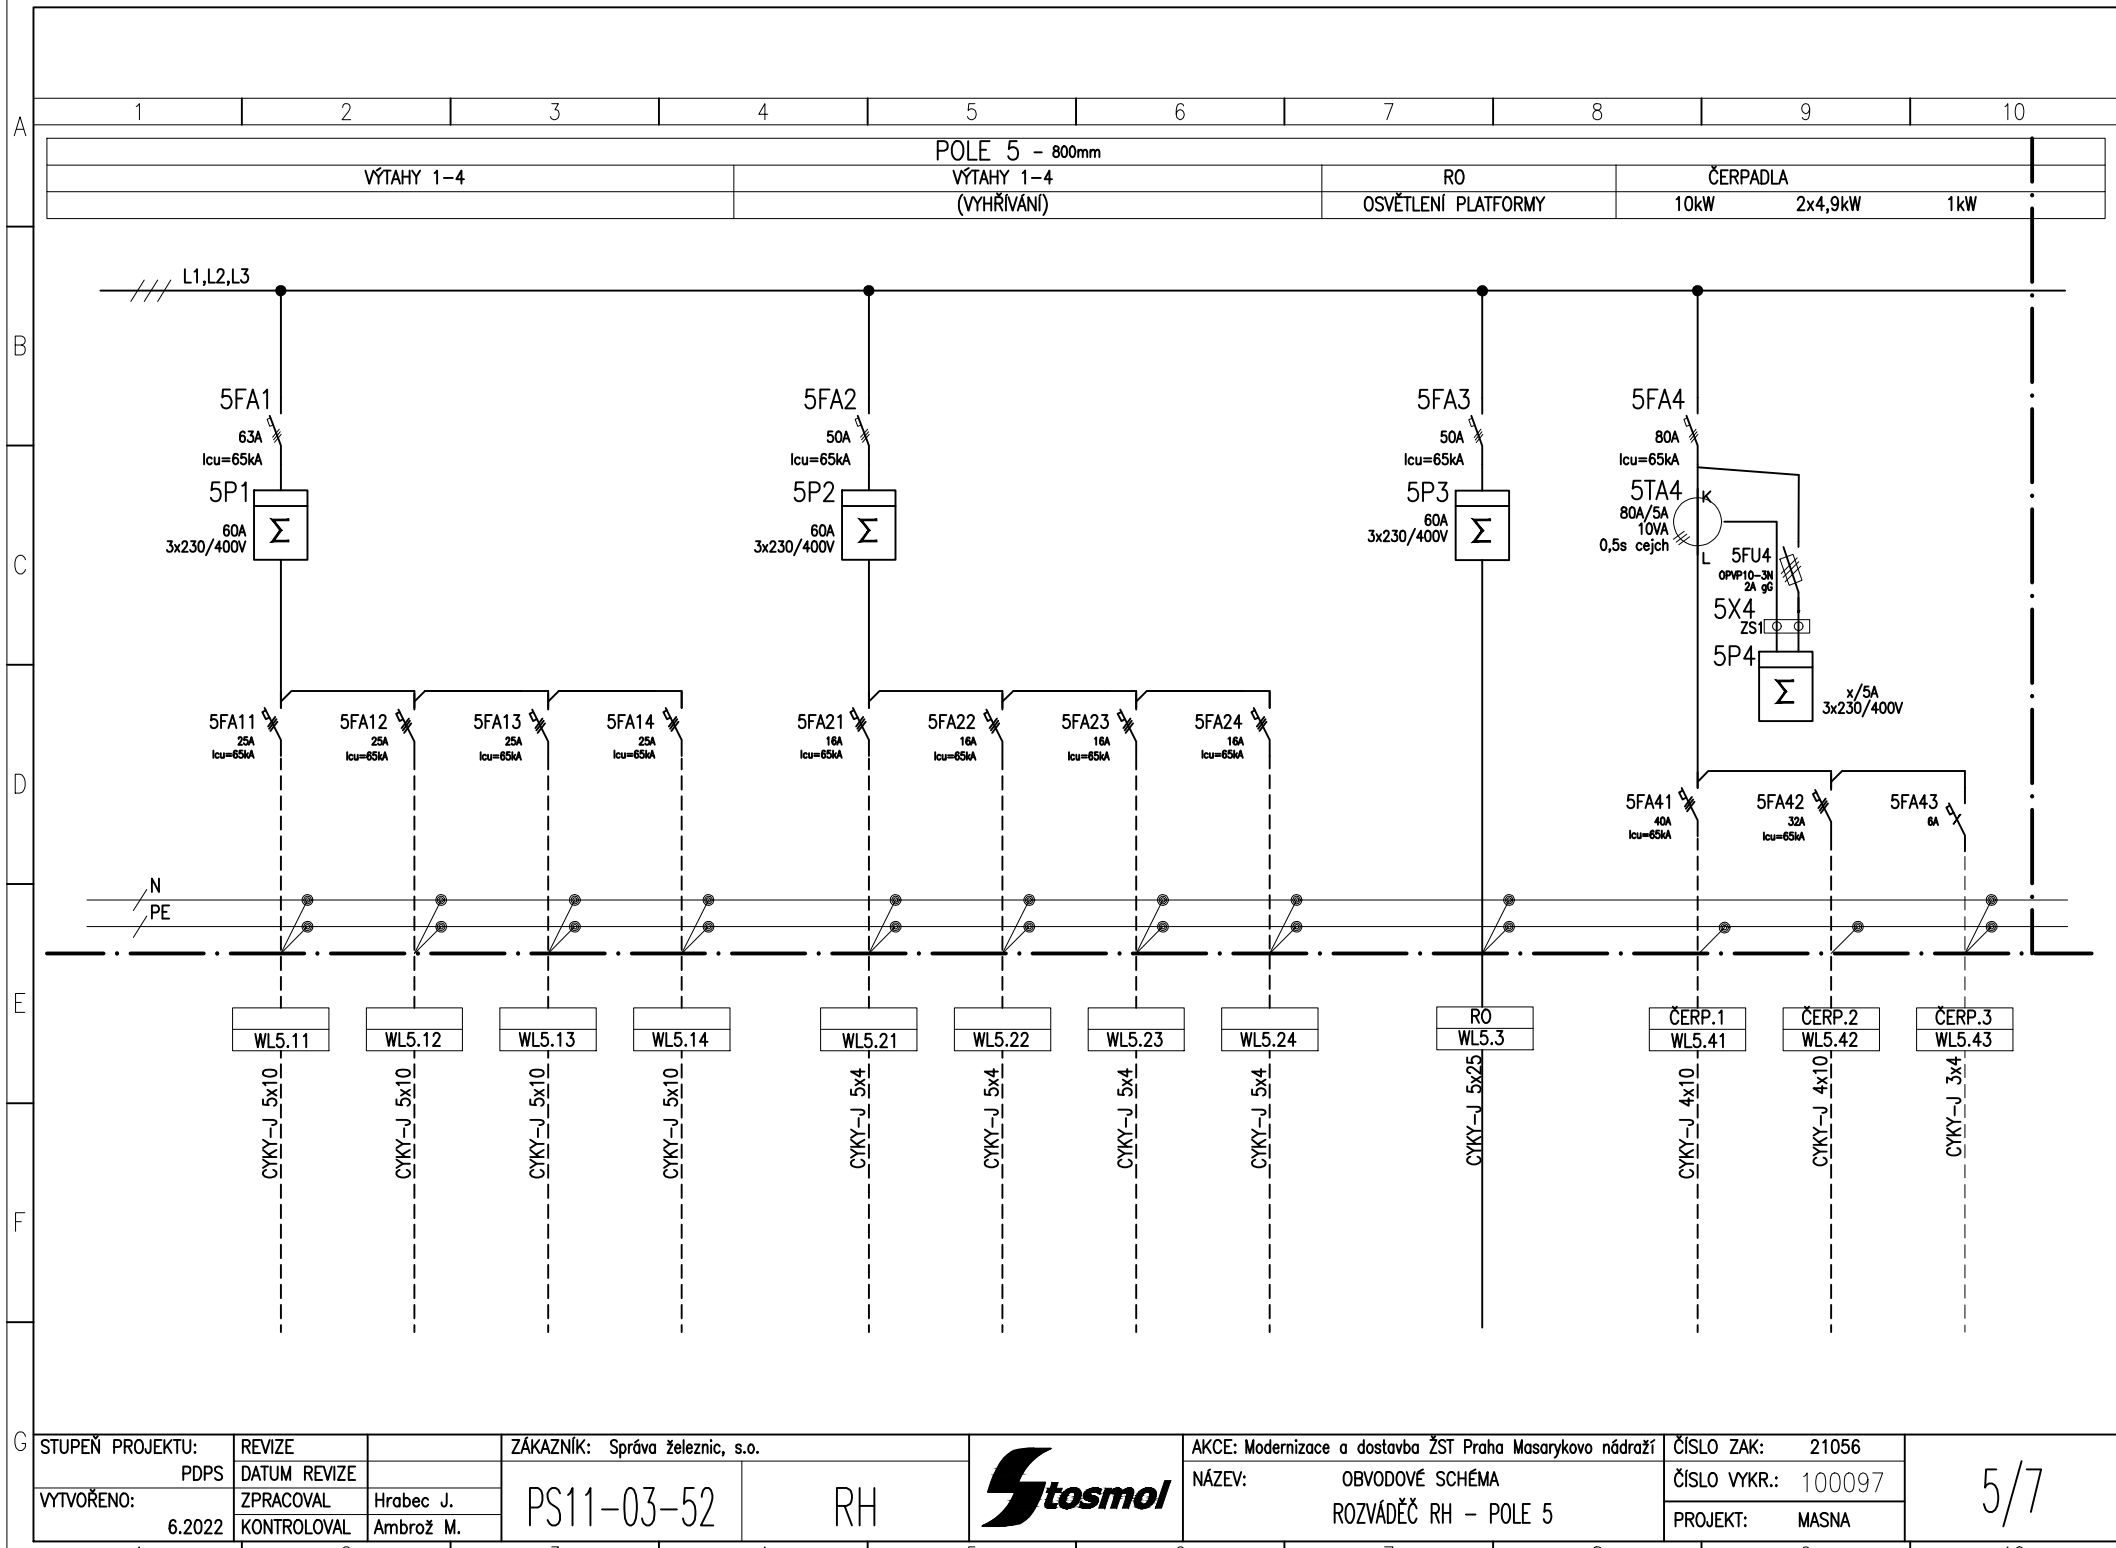 1 2 3 4 5 6 7 8 9 10
A
POLE 5 - 800mm
VÝTAHY 1-4 VÝTAHY 1-4 RO ČERPADLA
(VYHŘÍVÁNÍ) OSVĚTLENÍ PLATFORMY 10kW 2x4,9kW 1kW
L1,L2,L3
B
5FA1 5FA2 5FA3 5FA4
63A 50A 50A 80A
Icu=65kA Icu=65kA Icu=65kA Icu=65kA
5P1 5P2 5P3 5TA4 K
60A 60A 60A 80A/5A
3x230/400V 3x230/400V 3x230/400V 10VA
0,5s cejch
Σ Σ Σ
L
C
5FU4
OPVP10-3N
2A gG
5X4
ZS1
5P4
Σ
x/5A
3x230/400V
5FA11 5FA12 5FA13 5FA14 5FA21 5FA22 5FA23 5FA24
25A 25A 25A 25A 16A 16A 16A 16A
Icu=65kA Icu=65kA Icu=65kA Icu=65kA Icu=65kA Icu=65kA Icu=65kA Icu=65kA
D
5FA41 5FA42 5FA43
40A 32A 6A
Icu=65kA Icu=65kA
N
PE
E
RO ČERP.1 ČERP.2 ČERP.3
WL5.11 WL5.12 WL5.13 WL5.14 WL5.21 WL5.22 WL5.23 WL5.24 WL5.3 WL5.41 WL5.42 WL5.43
CYKY-J 5x10 CYKY-J 5x10 CYKY-J 5x10 CYKY-J 5x10 CYKY-J 5x4 CYKY-J 5x4 CYKY-J 5x4 CYKY-J 5x4 CYKY-J 5x25 CYKY-J 4x10 CYKY-J 4x10 CYKY-J 3x4
F
G
STUPEŇ PROJEKTU: REVIZE ZÁKAZNÍK: Správa železnic, s.o. AKCE: Modernizace a dostavba ŽST Praha Masarykovo nádraží ČÍSLO ZAK: 21056
PDPS DATUM REVIZE NÁZEV: OBVODOVÉ SCHÉMA ČÍSLO VYKR.: 100097
VYTVOŘENO: ZPRACOVAL Hrabec J. PS11-03-52 RH Stosmol ROZVÁDĚČ RH - POLE 5 5/7
6.2022 KONTROLOVAL Ambrož M. PROJEKT: MASNA